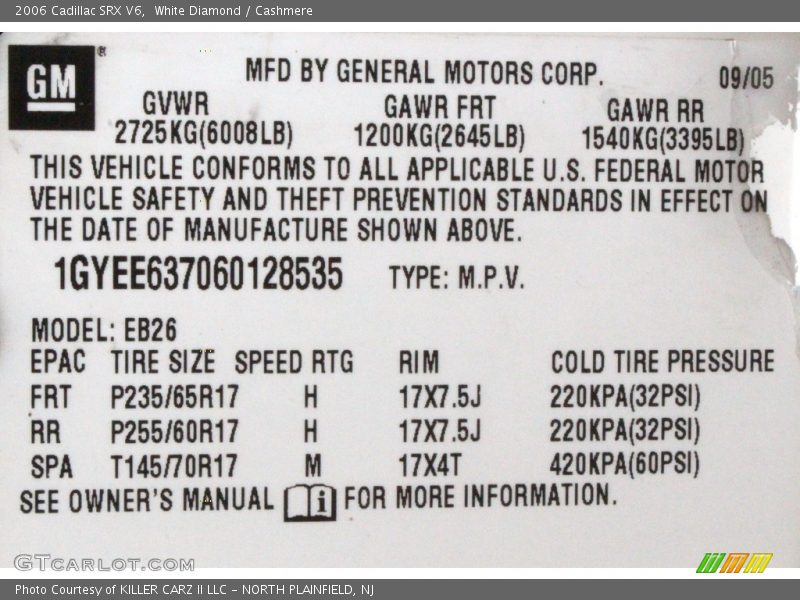 2006 Cadillac SRX V6, White Diamond / Cashmere
GM ®
MFD BY GENERAL MOTORS CORP. 09/05
GVWR GAWR FRT GAWR RR
2725KG(6008LB) 1200KG(2645LB) 1540KG(3395LB)
THIS VEHICLE CONFORMS TO ALL APPLICABLE U.S. FEDERAL MOTOR
VEHICLE SAFETY AND THEFT PREVENTION STANDARDS IN EFFECT ON
THE DATE OF MANUFACTURE SHOWN ABOVE.
1GYEE637060128535 TYPE: M.P.V.
MODEL: EB26
EPAC TIRE SIZE SPEED RTG RIM COLD TIRE PRESSURE
FRT P235/65R17 H 17X7.5J 220KPA(32PSI)
RR P255/60R17 H 17X7.5J 220KPA(32PSI)
SPA T145/70R17 M 17X4T 420KPA(60PSI)
SEE OWNER'S MANUAL i FOR MORE INFORMATION.
GTCARLOT.COM
Photo Courtesy of KILLER CARZ II LLC - NORTH PLAINFIELD, NJ